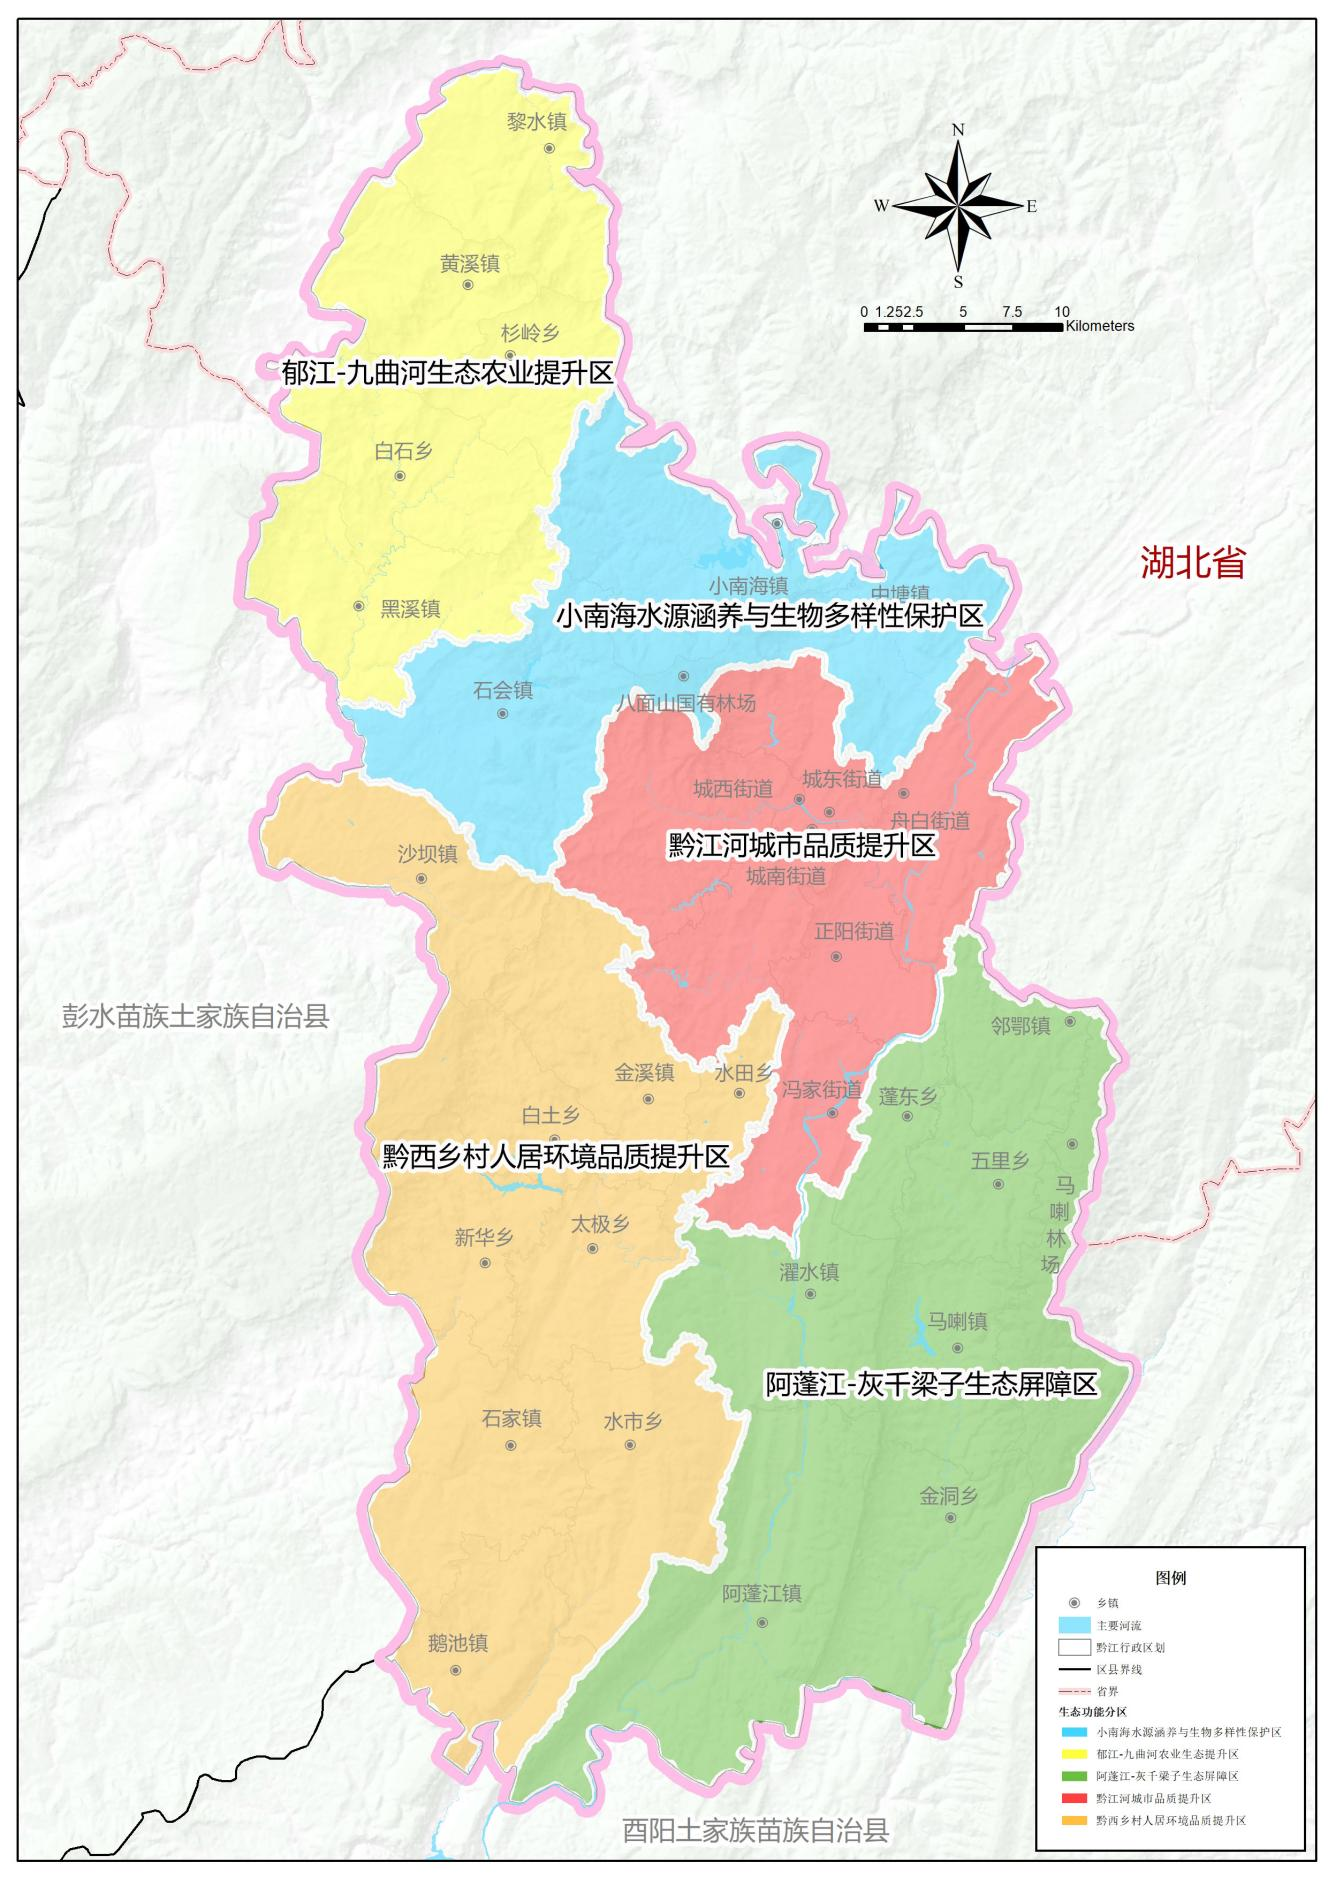 黎水镇
N
W
E
S
黄溪镇
0 1.25 2.5 5 7.5 10
Kilometers
杉岭乡
郁江-九曲河生态农业提升区
白石乡
湖北省
小南海镇
中塘镇
黑溪镇
小南海水源涵养与生物多样性保护区
石会镇
八面山国有林场
城西街道
城东街道
舟白街道
黔江河城市品质提升区
沙坝镇
城南街道
正阳街道
彭水苗族土家族自治县
邻鄂镇
金溪镇
水田乡
冯家街道
蓬东乡
白土乡
黔西乡村人居环境品质提升区
五里乡
马喇林场
太极乡
新华乡
濯水镇
马喇镇
阿蓬江-灰千梁子生态屏障区
石家镇
水市乡
金洞乡
阿蓬江镇
鹅池镇
酉阳土家族苗族自治县
图例
乡镇
主要河流
黔江行政区划
区县界线
省界
生态功能分区
小南海水源涵养与生物多样性保护区
郁江-九曲河农业生态提升区
阿蓬江-灰千梁子生态屏障区
黔江河城市品质提升区
黔西乡村人居环境品质提升区